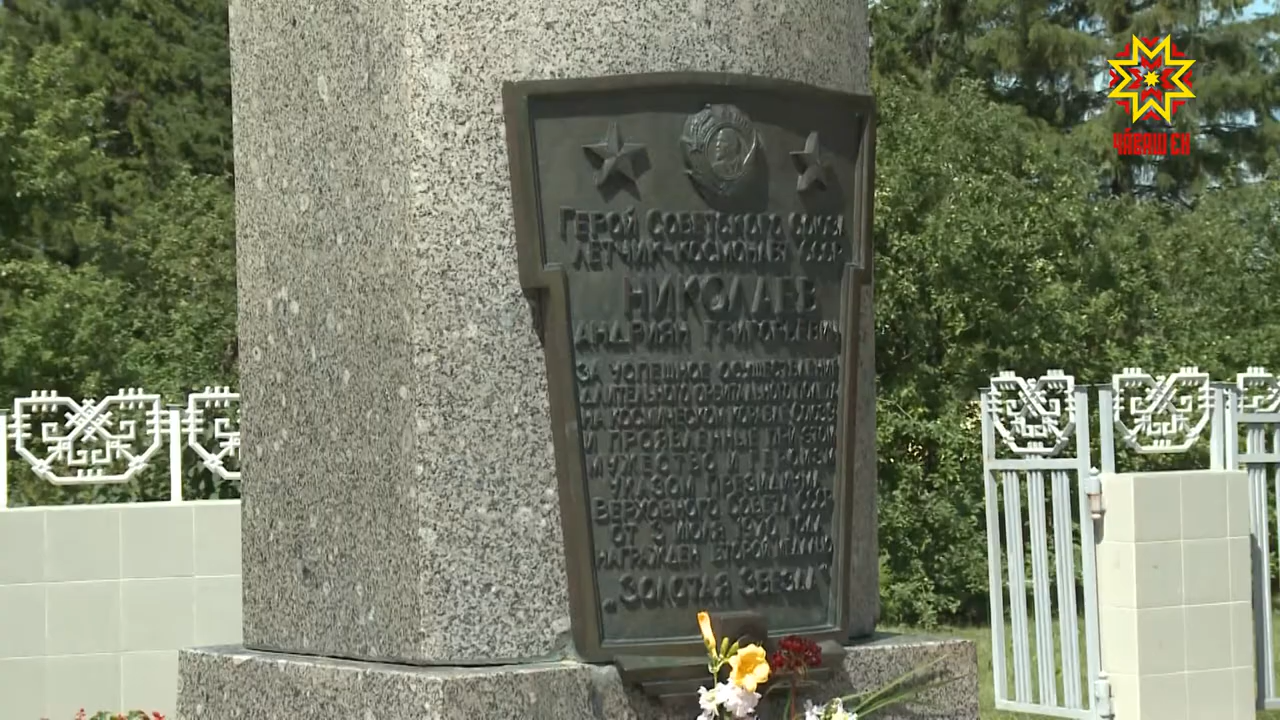 ЧӐВАШ ЕН
ГЕРОЙ СОВЕТСКОГО СОЮЗА
ЛЕТЧИК-КОСМОНАВТ СССР
НИКОЛАЕВ
АНДРИЯН ГРИГОРЬЕВИЧ
ЗА УСПЕШНОЕ ОСУЩЕСТВЛЕНИЕ
ДЛИТЕЛЬНОГО ОРБИТАЛЬНОГО ПОЛЕТА
НА КОСМИЧЕСКОМ КОРАБЛЕ „СОЮЗ-9"
И ПРОЯВЛЕННЫЕ ПРИ ЭТОМ
МУЖЕСТВО И ГЕРОИЗМ
УКАЗОМ ПРЕЗИДИУМА
ВЕРХОВНОГО СОВЕТА СССР
ОТ 3 ИЮЛЯ 1970 ГОДА
НАГРАЖДЕН ВТОРОЙ МЕДАЛЬЮ
„ЗОЛОТАЯ ЗВЕЗДА"